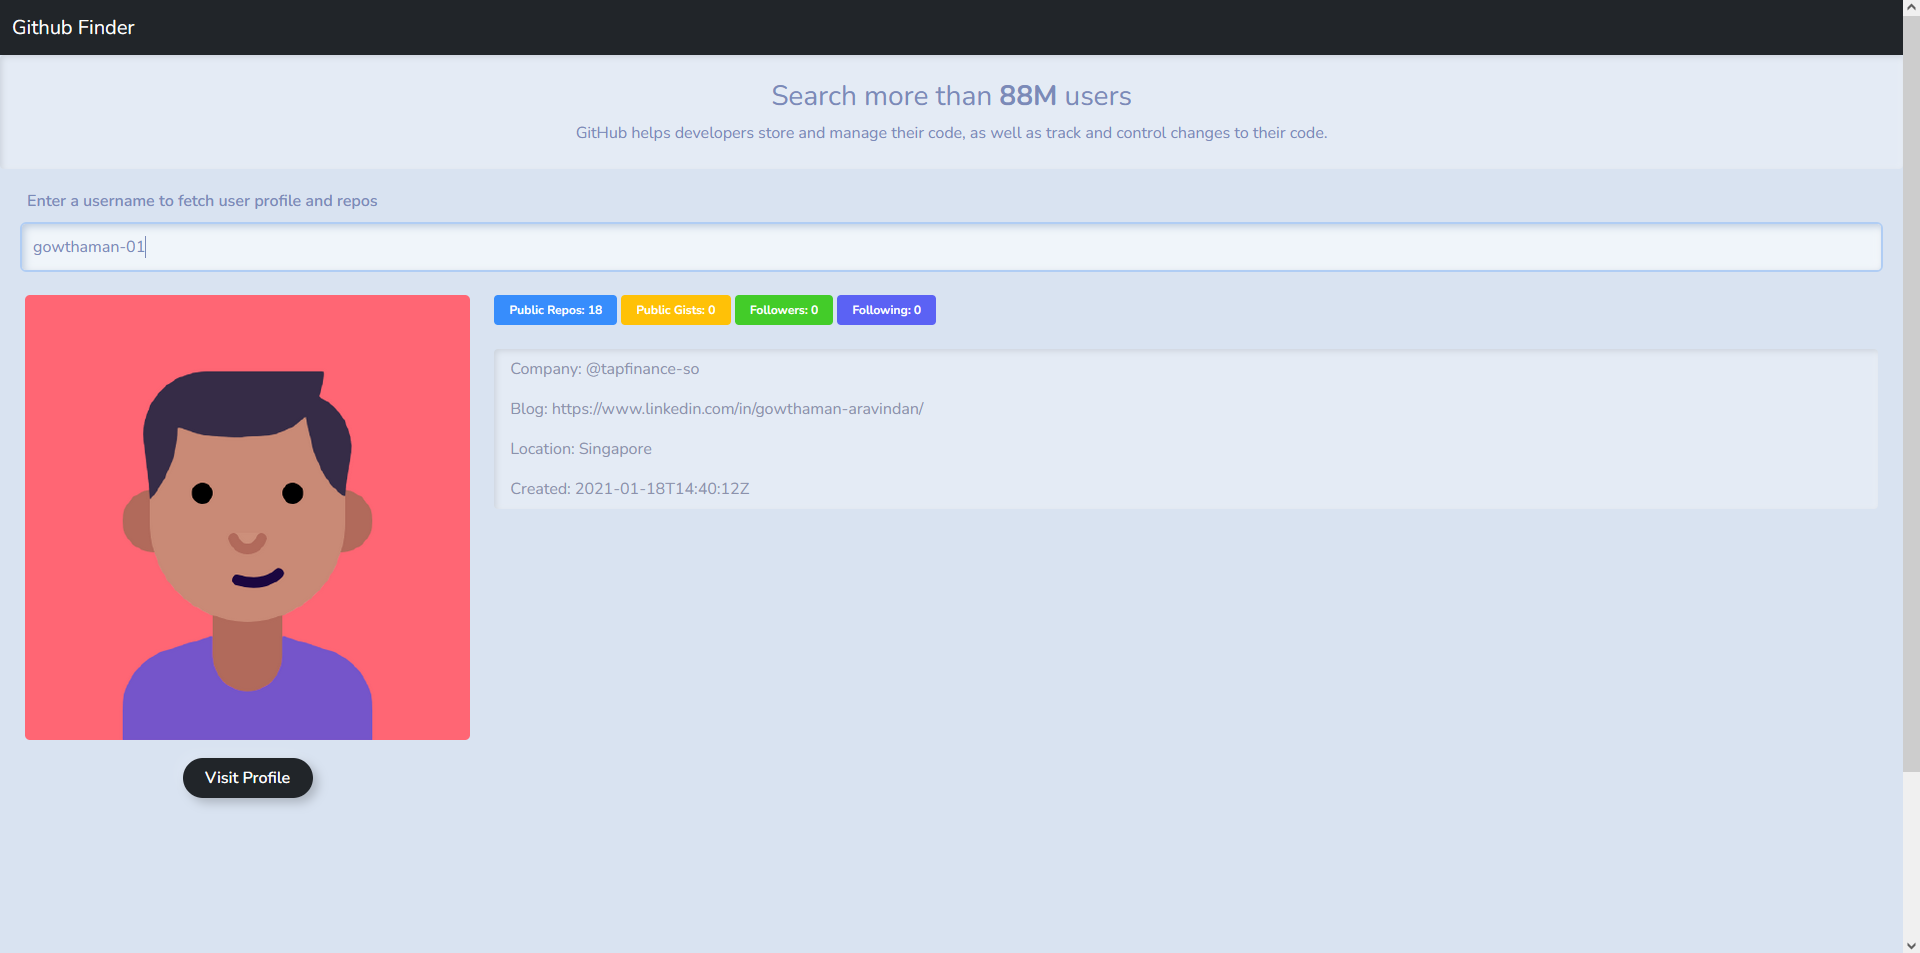 Github Finder
Search more than 88M users
GitHub helps developers store and manage their code, as well as track and control changes to their code.
Enter a username to fetch user profile and repos
gowthaman-01
Public Repos: 18 Public Gists: 0 Followers: 0 Following: 0
Company: @tapfinance-so
Blog: https://www.linkedin.com/in/gowthaman-aravindan/
Location: Singapore
Created: 2021-01-18T14:40:12Z
Visit Profile